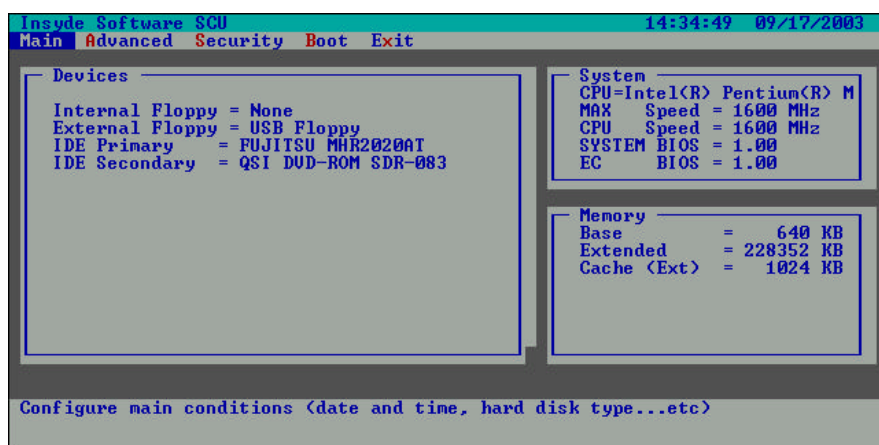 Insyde Software SCU 14:34:49 09/17/2003
Main Advanced Security Boot Exit
Devices
Internal Floppy = None
External Floppy = USB Floppy
IDE Primary = FUJITSU MHR2020AT
IDE Secondary = QSI DVD-ROM SDR-083
System
CPU=Intel(R) Pentium(R) M
MAX Speed = 1600 MHz
CPU Speed = 1600 MHz
SYSTEM BIOS = 1.00
EC BIOS = 1.00
Memory
Base = 640 KB
Extended = 228352 KB
Cache (Ext) = 1024 KB
Configure main conditions (date and time, hard disk type...etc)